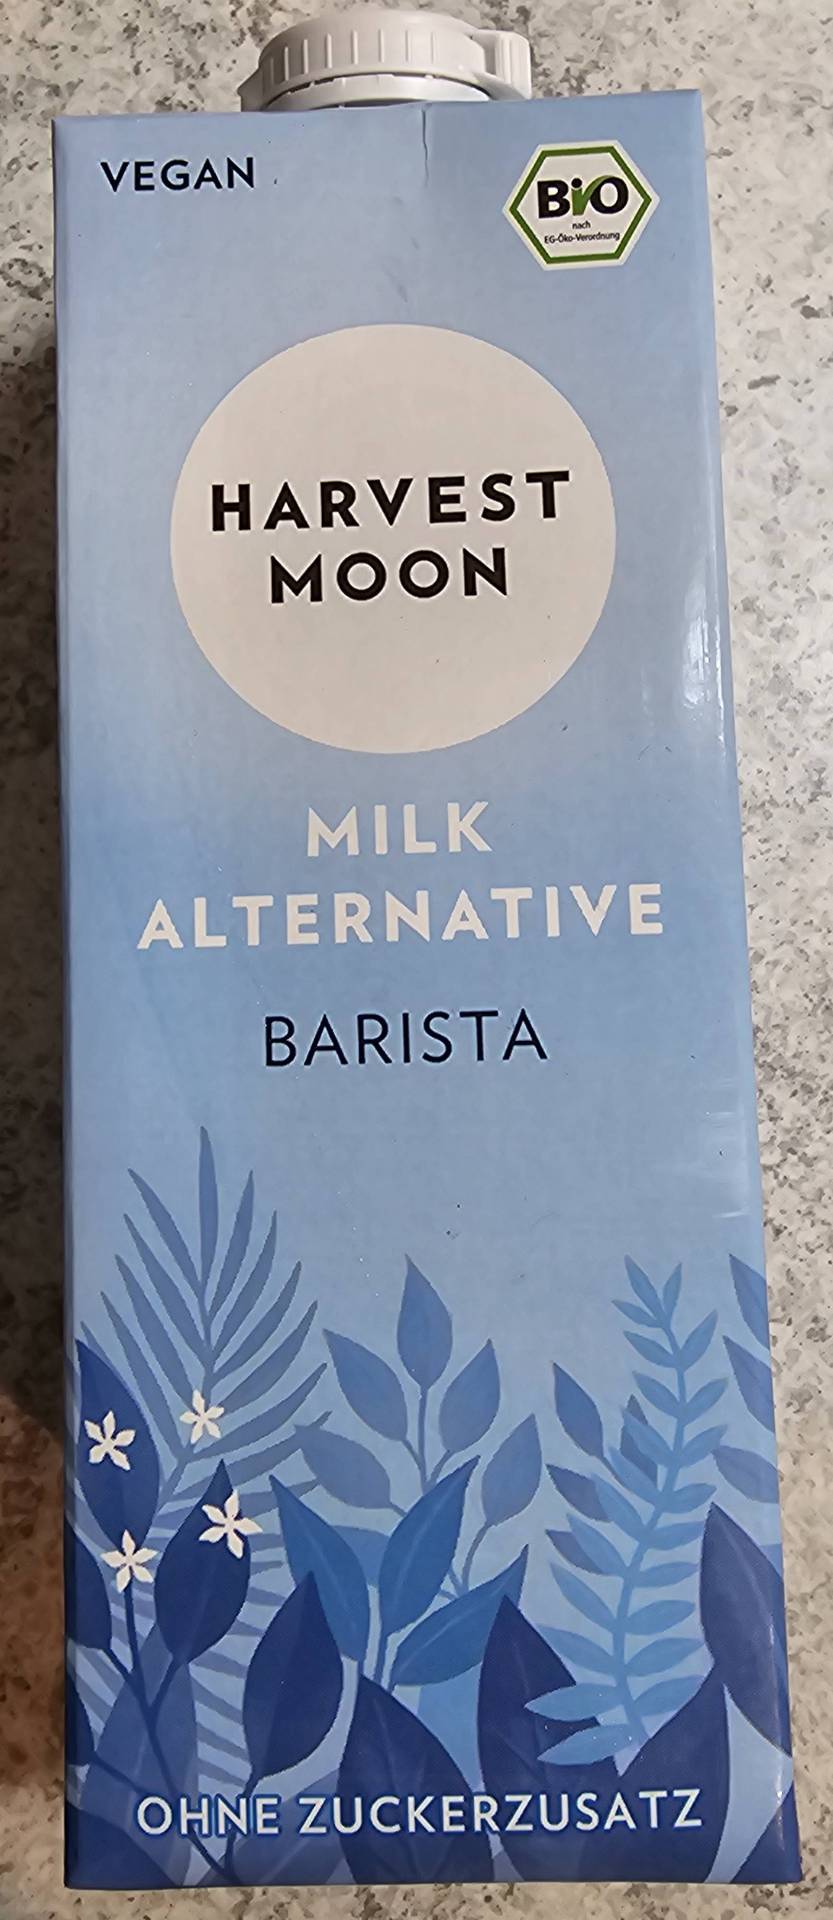 VEGAN
BiO
nach
EG-Öko-Verordnung
HARVEST
MOON
MILK
ALTERNATIVE
BARISTA
OHNE ZUCKERZUSATZ